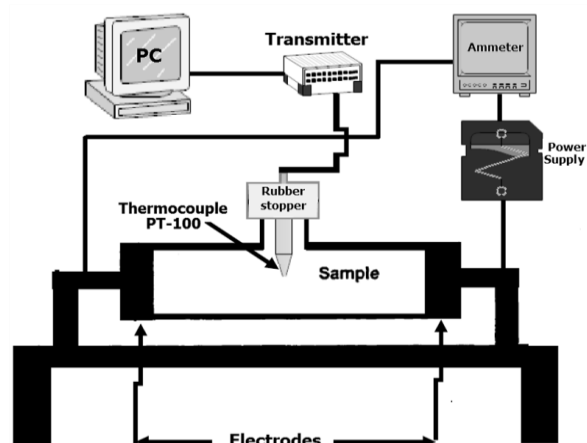 PC
Transmitter
Ammeter
Power
Supply
Rubber
stopper
Thermocouple
PT-100
Sample
Electrodes